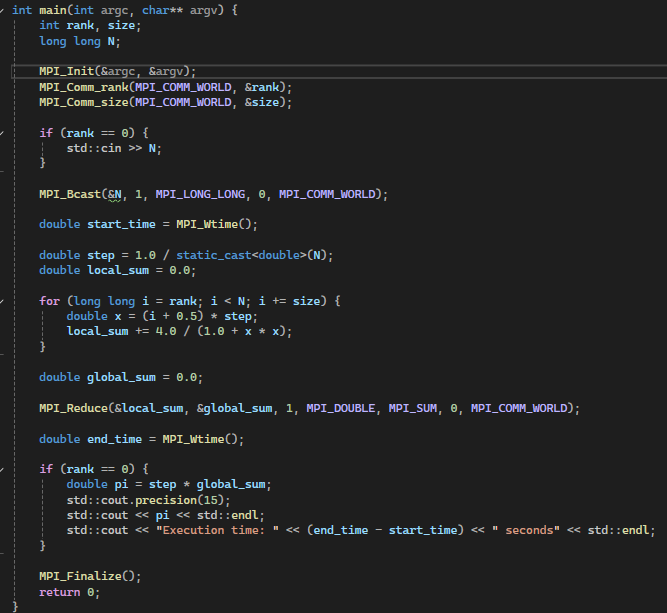 int main(int argc, char** argv) {
    int rank, size;
    long long N;

    MPI_Init(&argc, &argv);
    MPI_Comm_rank(MPI_COMM_WORLD, &rank);
    MPI_Comm_size(MPI_COMM_WORLD, &size);

    if (rank == 0) {
        std::cin >> N;
    }

    MPI_Bcast(&N, 1, MPI_LONG_LONG, 0, MPI_COMM_WORLD);

    double start_time = MPI_Wtime();

    double step = 1.0 / static_cast<double>(N);
    double local_sum = 0.0;

    for (long long i = rank; i < N; i += size) {
        double x = (i + 0.5) * step;
        local_sum += 4.0 / (1.0 + x * x);
    }

    double global_sum = 0.0;

    MPI_Reduce(&local_sum, &global_sum, 1, MPI_DOUBLE, MPI_SUM, 0, MPI_COMM_WORLD);

    double end_time = MPI_Wtime();

    if (rank == 0) {
        double pi = step * global_sum;
        std::cout.precision(15);
        std::cout << pi << std::endl;
        std::cout << "Execution time: " << (end_time - start_time) << " seconds" << std::endl;
    }

    MPI_Finalize();
    return 0;
}